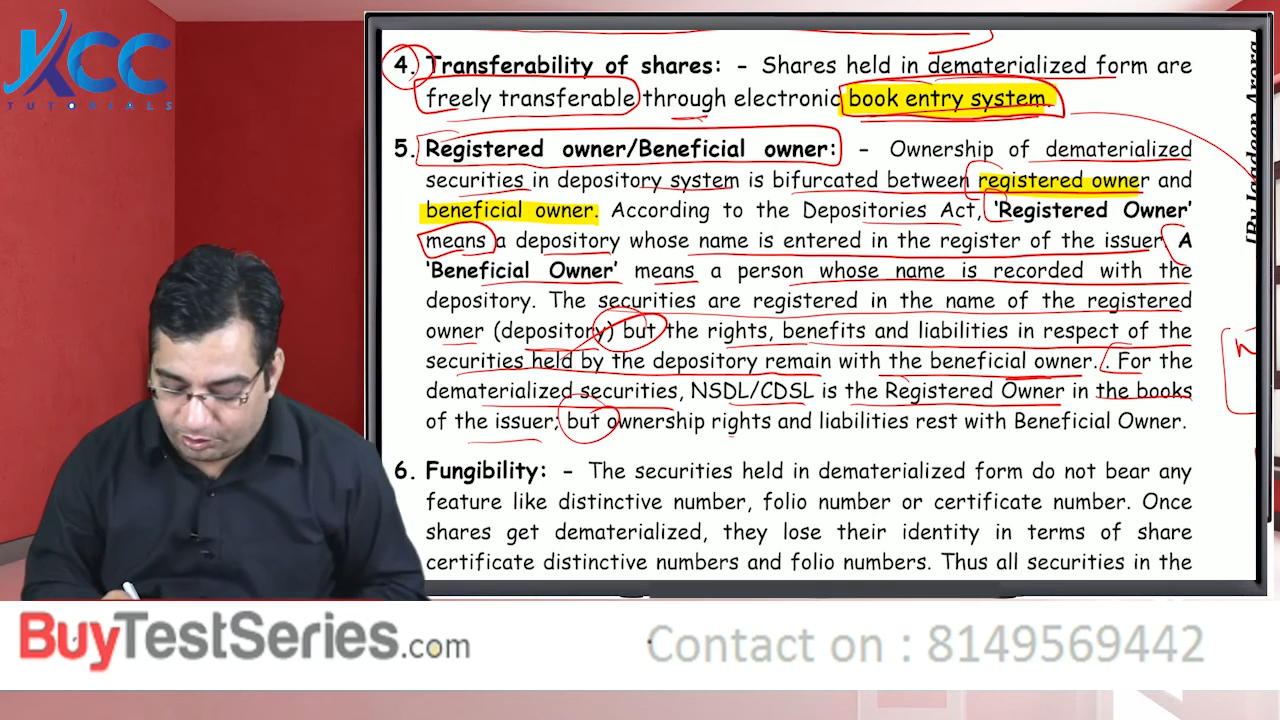 KCC
TUTORIALS
4. Transferability of shares: - Shares held in dematerialized form are
freely transferable through electronic book entry system.
5. Registered owner/Beneficial owner: - Ownership of dematerialized
securities in depository system is bifurcated between registered owner and
beneficial owner. According to the Depositories Act, 'Registered Owner'
means a depository whose name is entered in the register of the issuer. A
'Beneficial Owner' means a person whose name is recorded with the
depository. The securities are registered in the name of the registered
owner (depository) but the rights, benefits and liabilities in respect of the
securities held by the depository remain with the beneficial owner. For the
dematerialized securities, NSDL/CDSL is the Registered Owner in the books
of the issuer; but ownership rights and liabilities rest with Beneficial Owner.
6. Fungibility: - The securities held in dematerialized form do not bear any
feature like distinctive number, folio number or certificate number. Once
shares get dematerialized, they lose their identity in terms of share
certificate distinctive numbers and folio numbers. Thus all securities in the
BuyTestSeries.com
Contact on : 8149569442